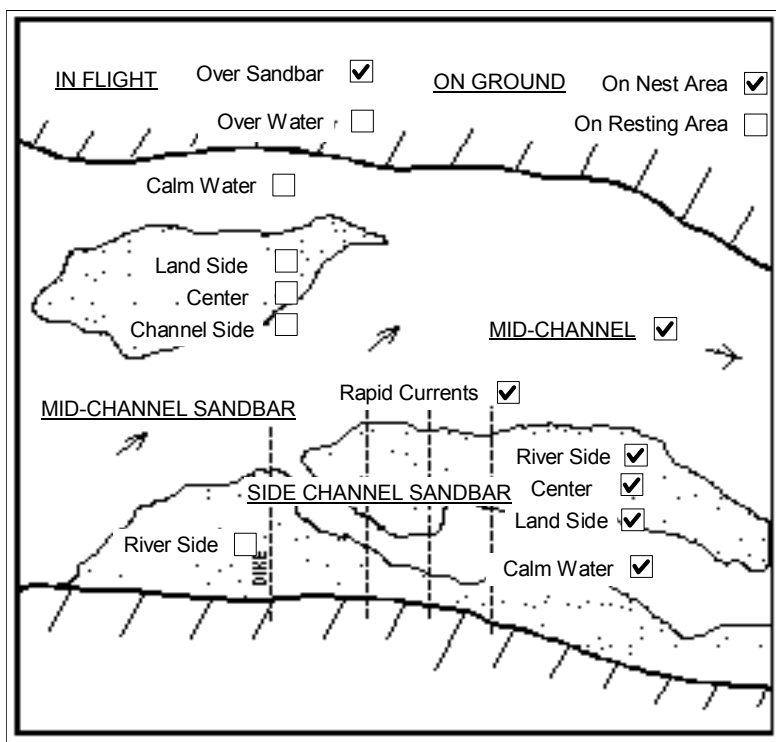 IN FLIGHT Over Sandbar ON GROUND On Nest Area
Over Water On Resting Area
Calm Water
Land Side
Center
Channel Side
MID-CHANNEL
Rapid Currents
MID-CHANNEL SANDBAR
River Side
SIDE CHANNEL SANDBAR Center
Land Side
River Side
DIKE
Calm Water